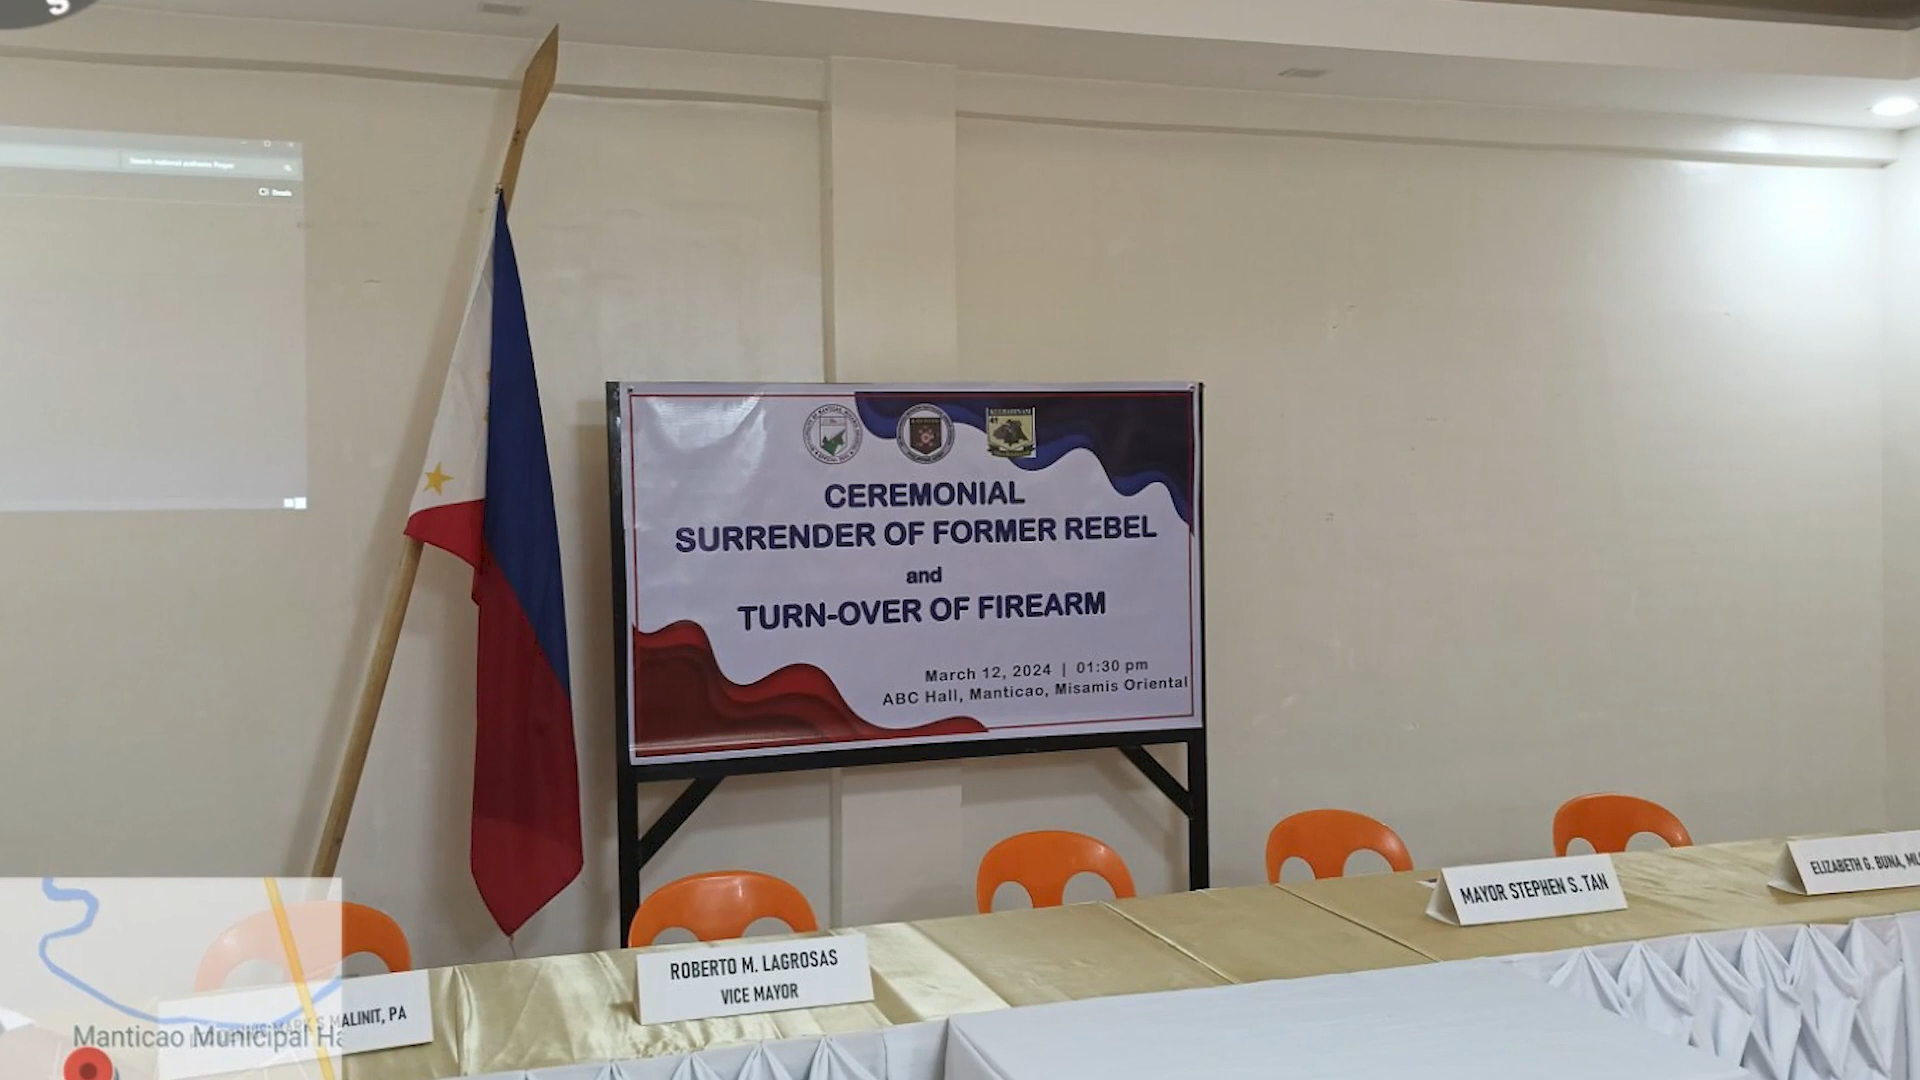 Details
CEREMONIAL
SURRENDER OF FORMER REBEL
and
TURN-OVER OF FIREARM
March 12, 2024 | 01:30 pm
ABC Hall, Manticao, Misamis Oriental
MALINIT, PA
ROBERTO M. LAGROSAS
VICE MAYOR
MAYOR STEPHEN S. TAN
ELIZABETH G. BUNA,
Manticao Municipal